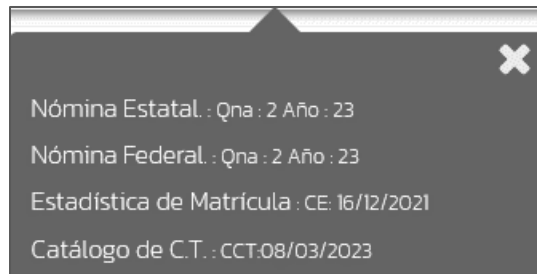 Nómina Estatal. : Qna : 2 Año : 23
Nómina Federal. : Qna : 2 Año : 23
Estadística de Matrícula : CE: 16/12/2021
Catálogo de C.T. : CCT:08/03/2023